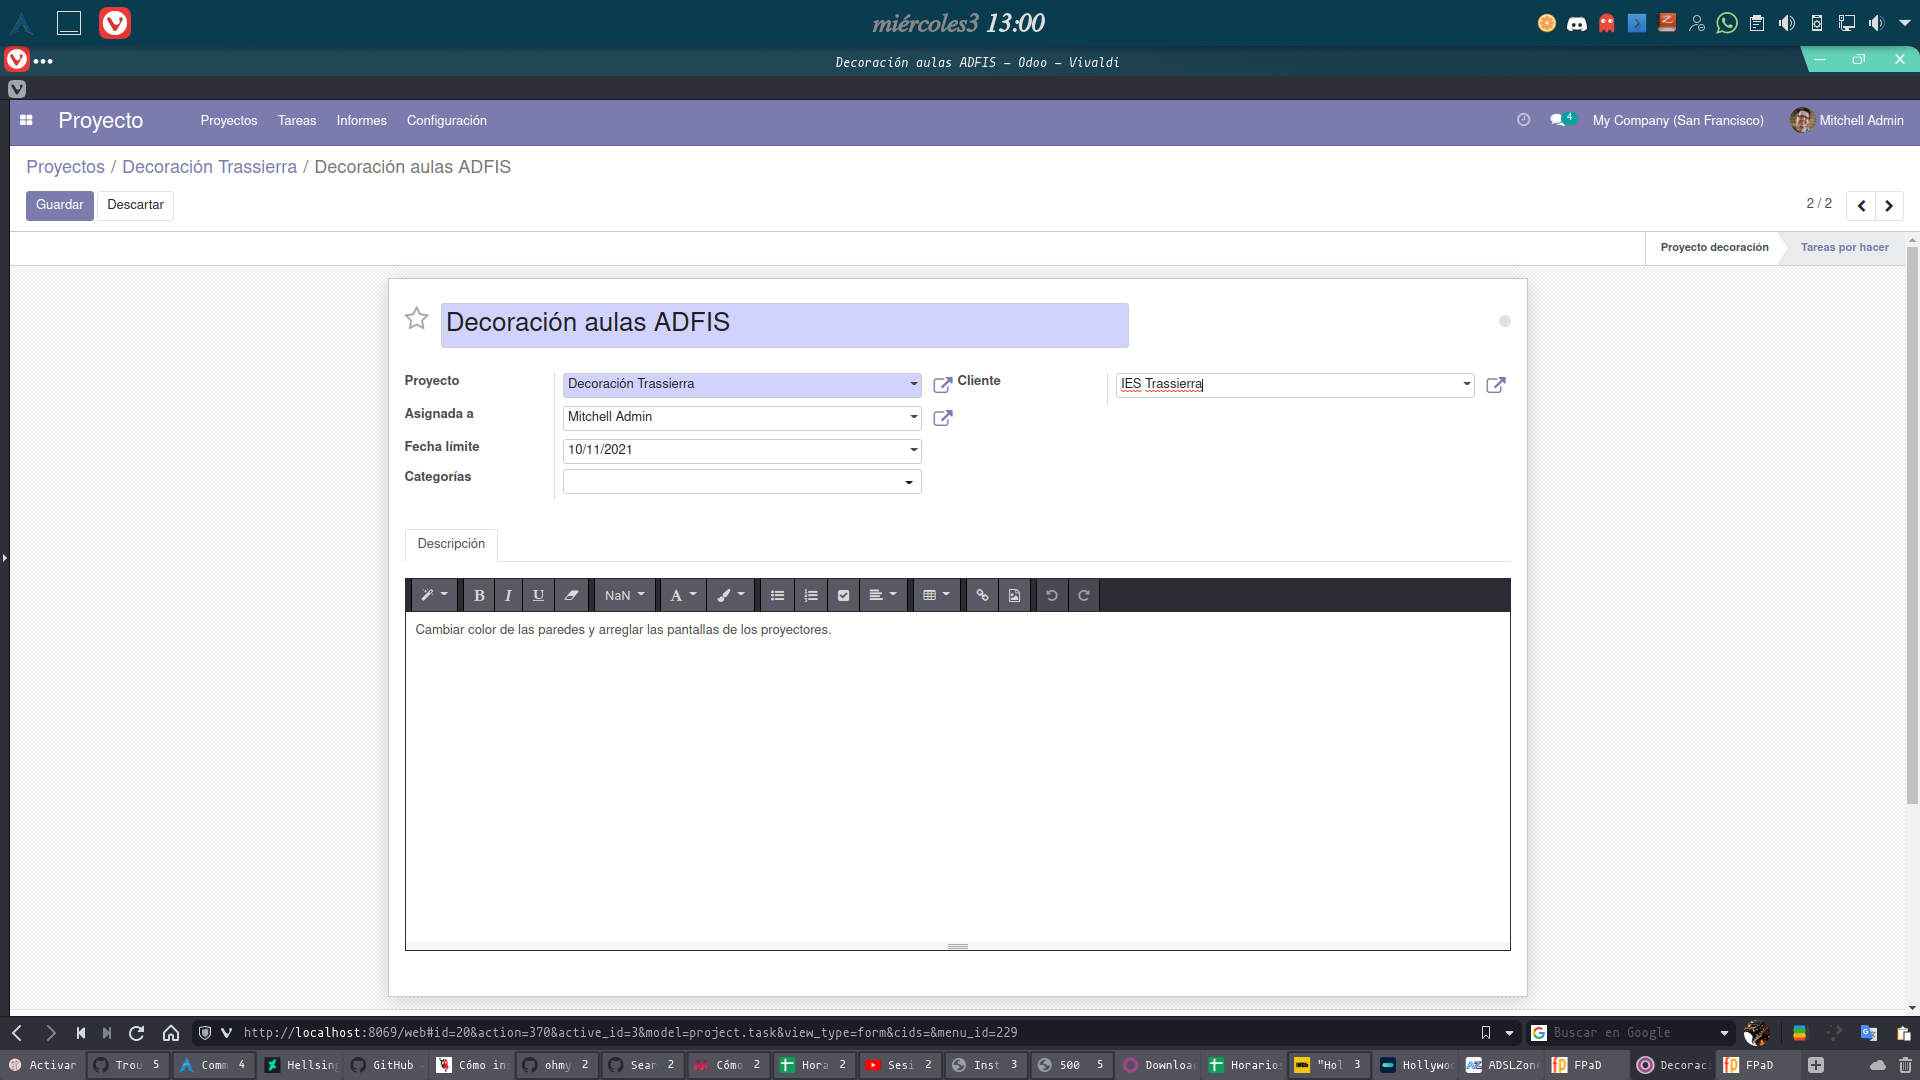 miércoles3 13:00
Decoración aulas ADFIS – Odoo – Vivaldi
Proyecto Proyectos Tareas Informes Configuración 4 My Company (San Francisco) Mitchell Admin
Proyectos / Decoración Trassierra / Decoración aulas ADFIS
Guardar Descartar 2 / 2
Proyecto decoración Tareas por hacer
Decoración aulas ADFIS
Proyecto Decoración Trassierra Cliente IES Trassierra
Asignada a Mitchell Admin
Fecha límite 10/11/2021
Categorías
Descripción
B I U NaN A
Cambiar color de las paredes y arreglar las pantallas de los proyectores.
http://localhost:8069/web#id=20&action=370&active_id=3&model=project.task&view_type=form&cids=&menu_id=229 Buscar en Google
Activar Trou 5 Comm 4 Hellsing GitHub Cómo in ohmy 2 Sear 2 Cómo 2 Hora 2 Sesi 2 Inst 3 500 5 Downloa Horario "Hol 3 Hollywo ADSLZon FPaD Decorac FPaD